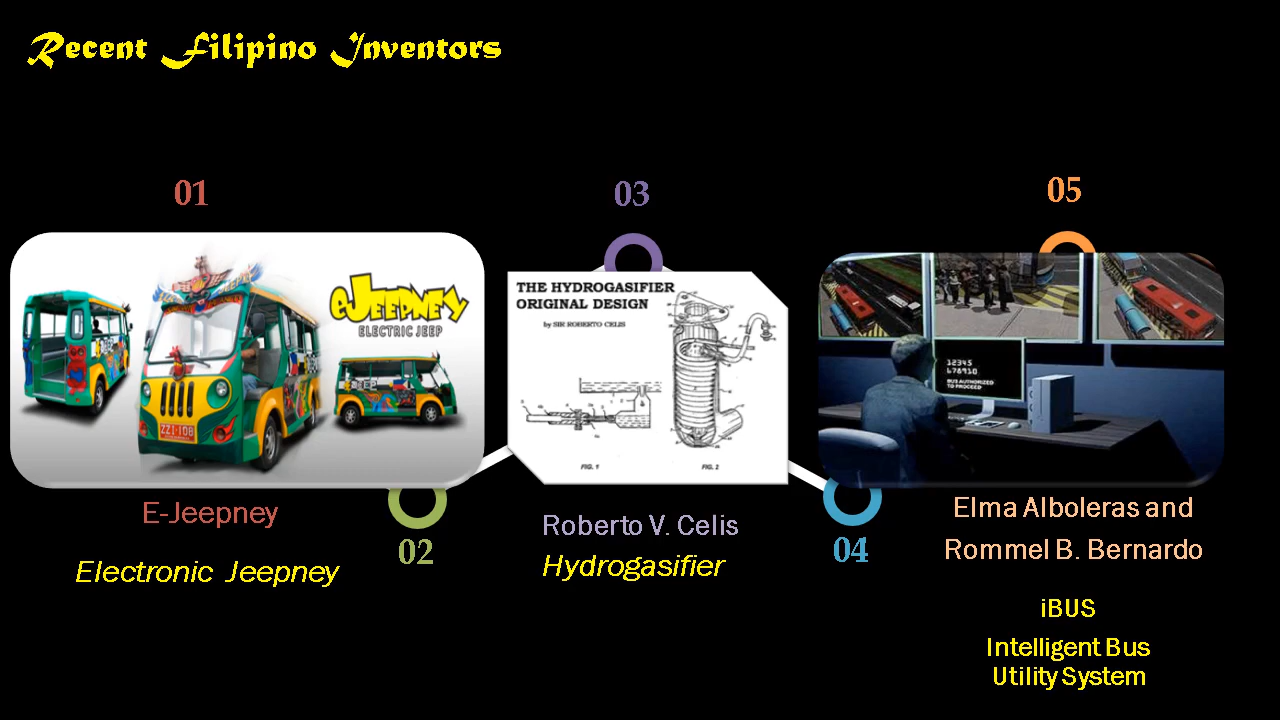 Recent Filipino Inventors
01
03
05
eJEEPNEY
ELECTRIC JEEP
ZZI-108
THE HYDROGASIFIER
ORIGINAL DESIGN
by SIR ROBERTO CELIS
FIG. 1
FIG. 2
12345
678910
BUS AUTHORIZED
TO PROCEED
E-Jeepney
Electronic Jeepney
02
Roberto V. Celis
Hydrogasifier
04
Elma Alboleras and
Rommel B. Bernardo
iBUS
Intelligent Bus
Utility System